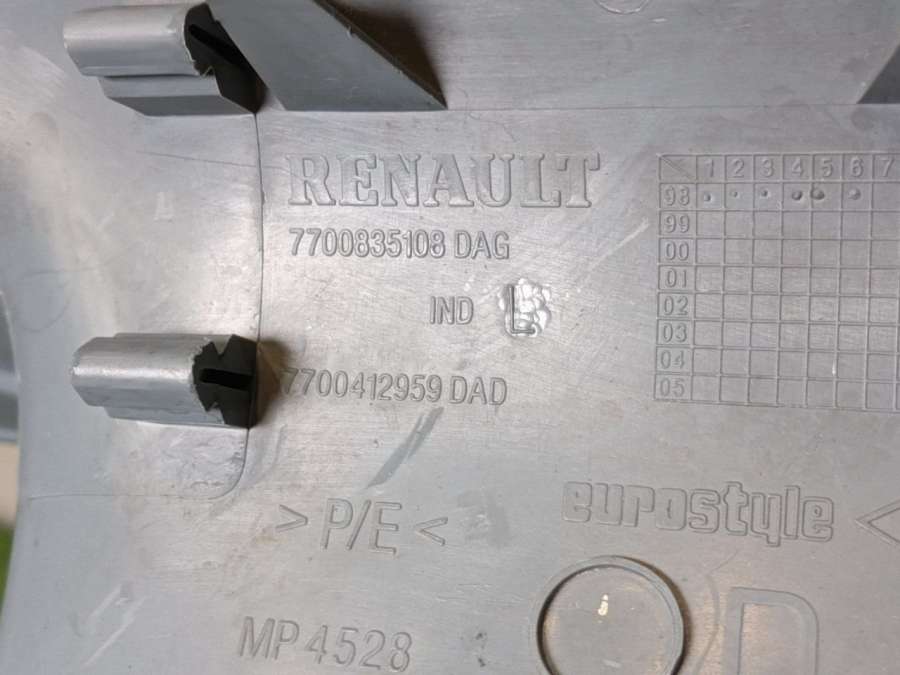 RENAULT
7700835108 DAG
IND L
7700412959 DAD
1 2 3 4 5 6 7
98
99
00
01
02
03
04
05
> P/E <
eurostyle
MP 4528
D